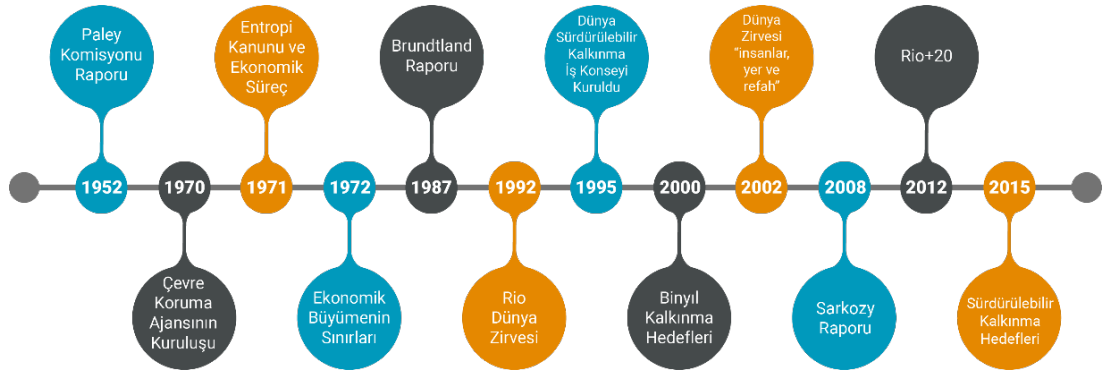 Paley
Komisyonu
Raporu
Entropi
Kanunu ve
Ekonomik
Süreç
Brundtland
Raporu
Dünya
Sürdürülebilir
Kalkınma
İş Konseyi
Kuruldu
Dünya
Zirvesi
“insanlar,
yer ve
refah”
Rio+20
1952
1970
1971
1972
1987
1992
1995
2000
2002
2008
2012
2015
Çevre
Koruma
Ajansının
Kuruluşu
Ekonomik
Büyümenin
Sınırları
Rio
Dünya
Zirvesi
Binyıl
Kalkınma
Hedefleri
Sarkozy
Raporu
Sürdürülebilir
Kalkınma
Hedefleri